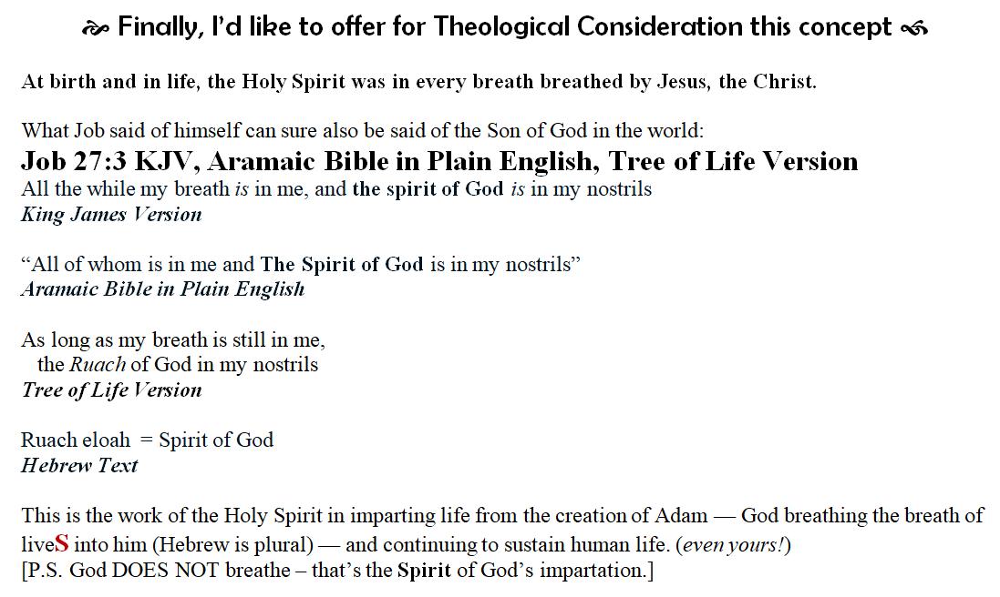 Finally, I'd like to offer for Theological Consideration this concept
At birth and in life, the Holy Spirit was in every breath breathed by Jesus, the Christ.
What Job said of himself can sure also be said of the Son of God in the world:
Job 27:3 KJV, Aramaic Bible in Plain English, Tree of Life Version
All the while my breath is in me, and the spirit of God is in my nostrils
King James Version
“All of whom is in me and The Spirit of God is in my nostrils”
Aramaic Bible in Plain English
As long as my breath is still in me,
the Ruach of God in my nostrils
Tree of Life Version
Ruach eloah = Spirit of God
Hebrew Text
This is the work of the Holy Spirit in imparting life from the creation of Adam — God breathing the breath of
liveS into him (Hebrew is plural) — and continuing to sustain human life. (even yours!)
[P.S. God DOES NOT breathe – that’s the Spirit of God’s impartation.]